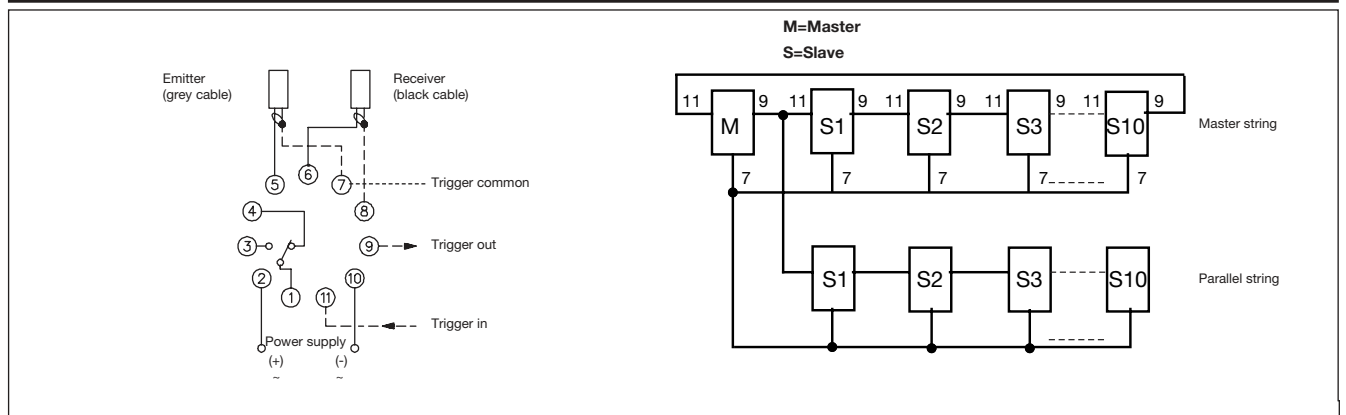 M=Master
S=Slave
Emitter
(grey cable)
Receiver
(black cable)
5
6
7
Trigger common
4
8
3
9
Trigger out
2
10
1
11
Trigger in
Power supply
(+)
(-)
~
~
11
9
11
9
11
9
11
9
11
9
M
S1
S2
S3
S10
Master string
7
7
7
7
7
S1
S2
S3
S10
Parallel string